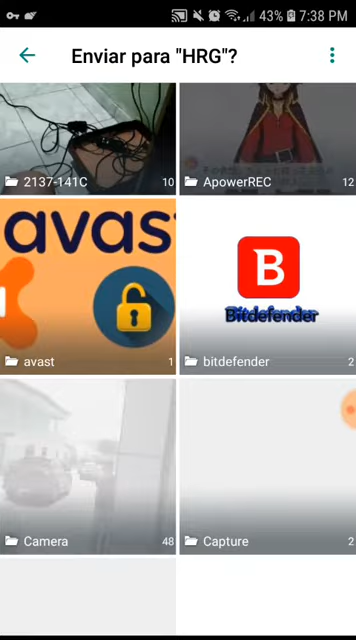 43% 7:38 PM
Enviar para "HRG"?
2137-141C 10
ApowerREC 12
avas
avast 1
B
Bitdefender
bitdefender 2
Camera 48
Capture 2